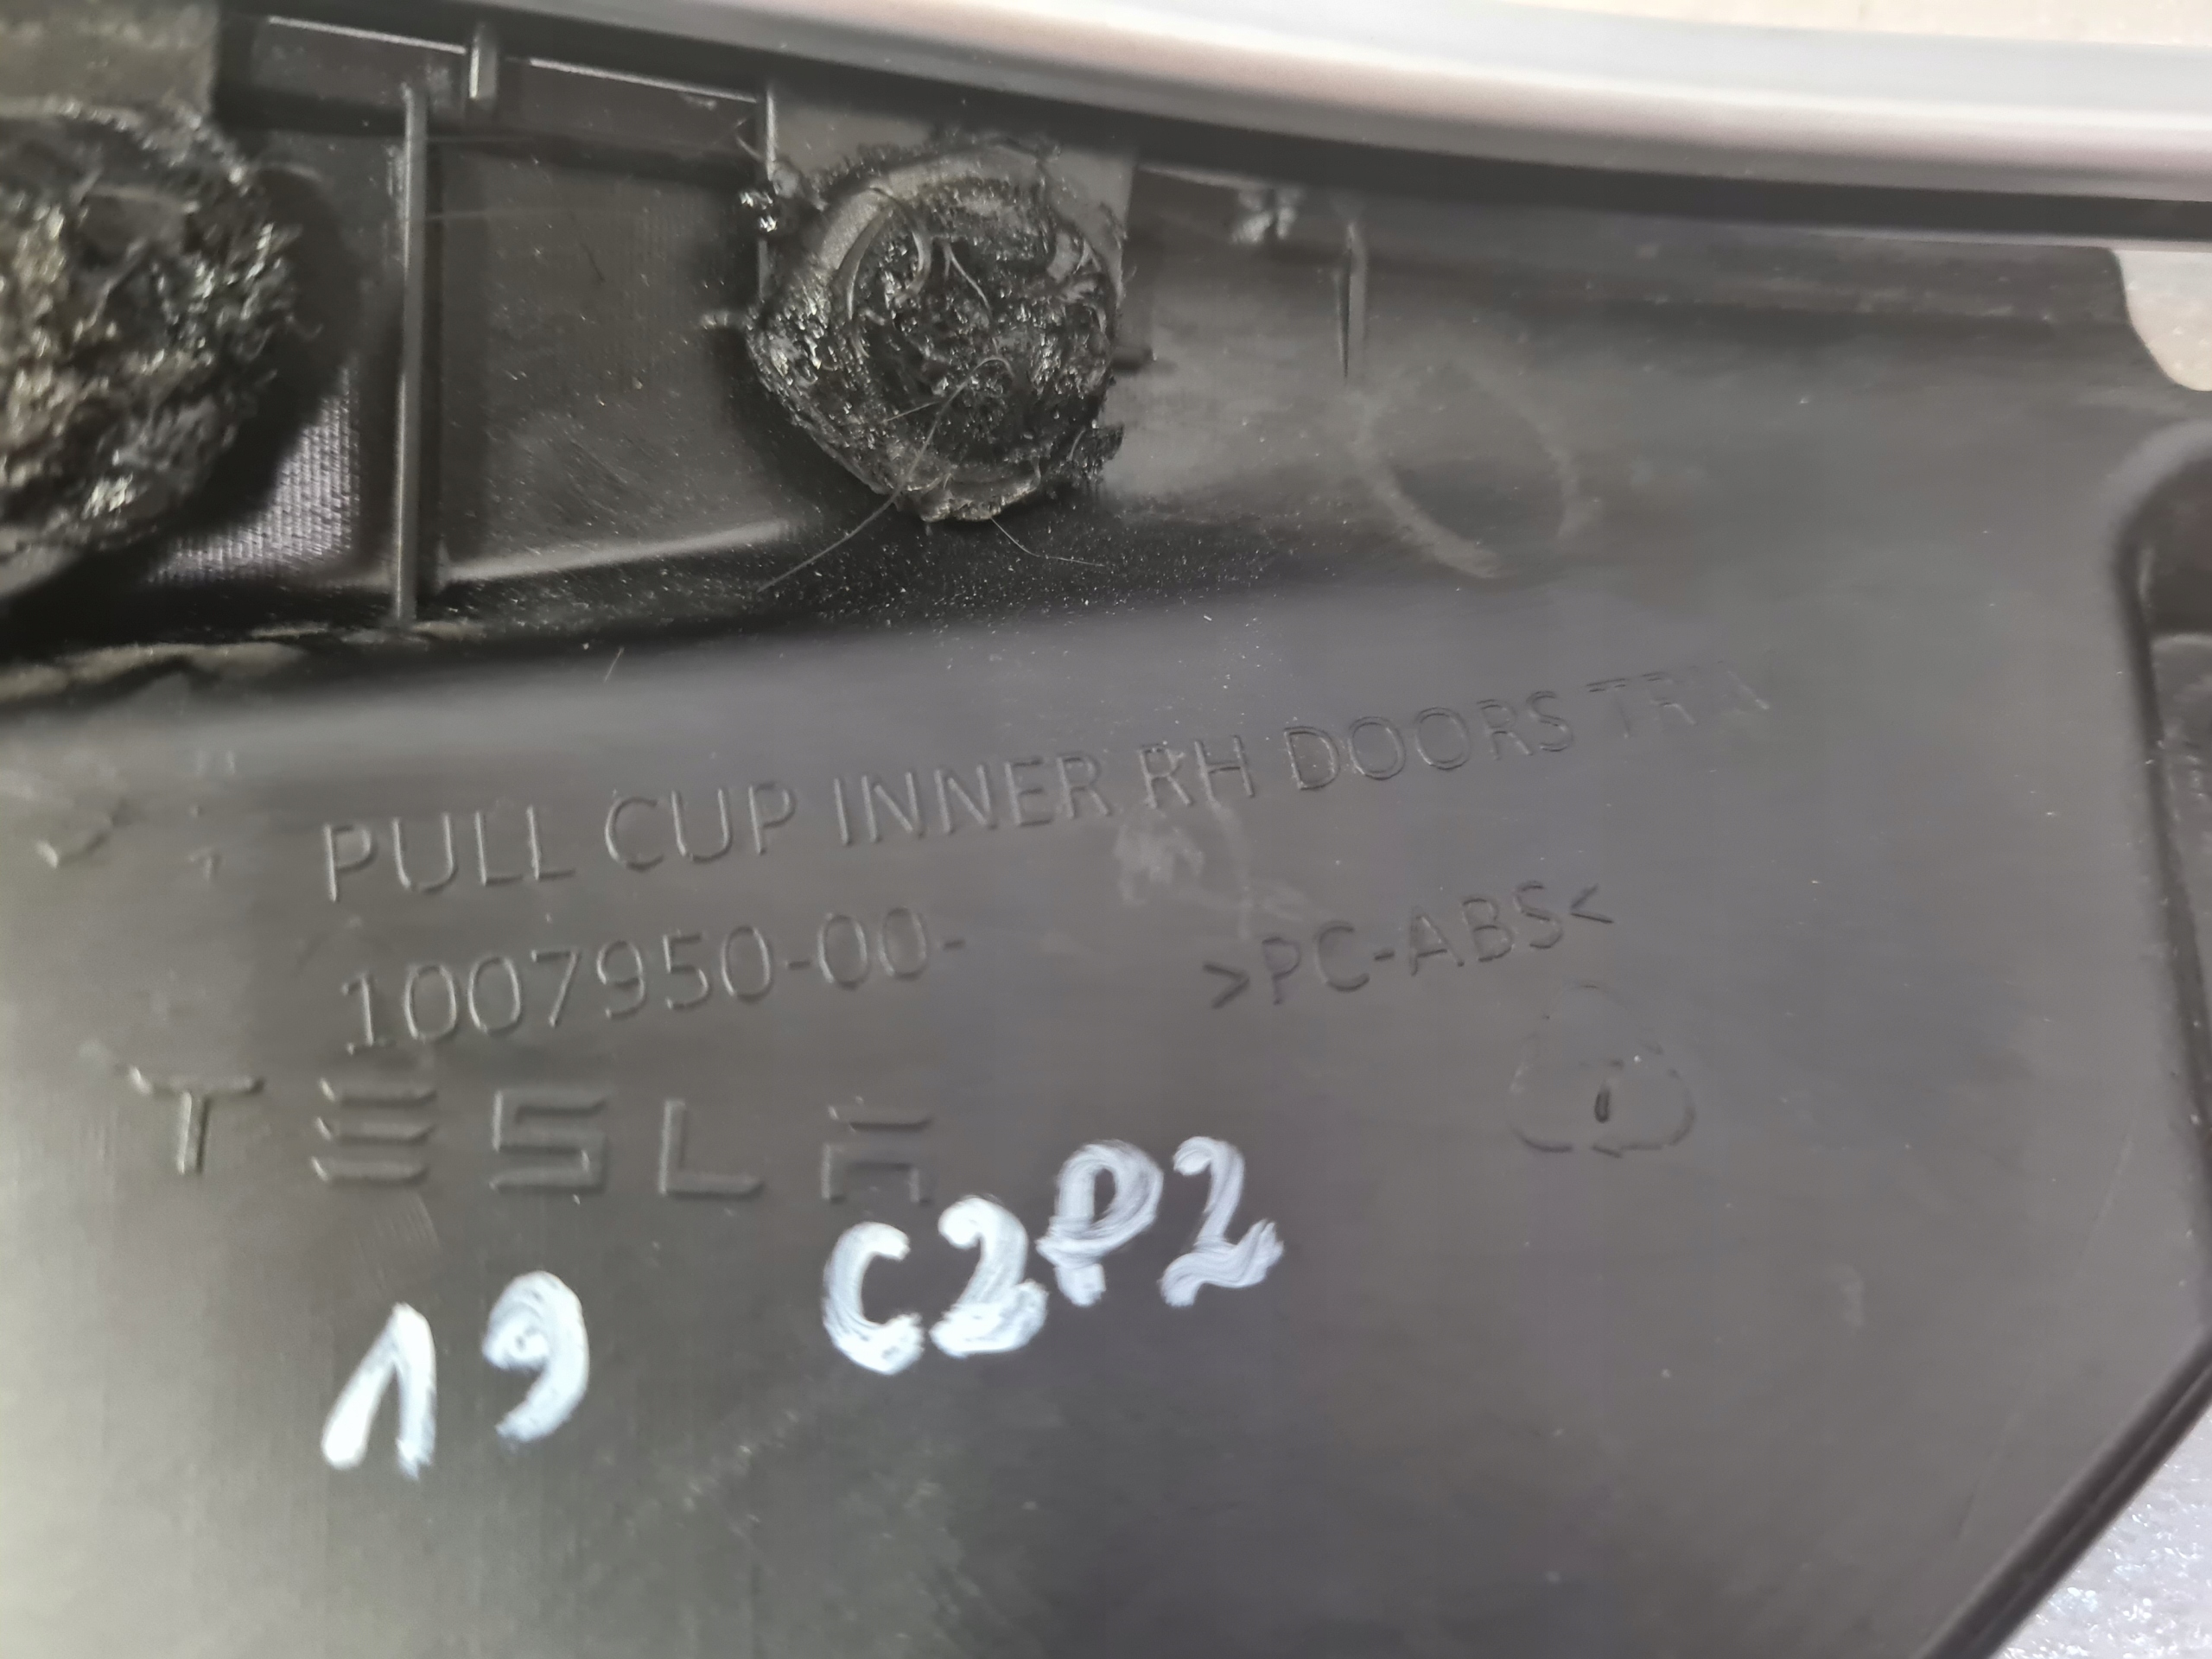 PULL CUP INNER RH DOORS TRIM
1007950-00-
>PC-ABS<
TESLA
19 C2P2